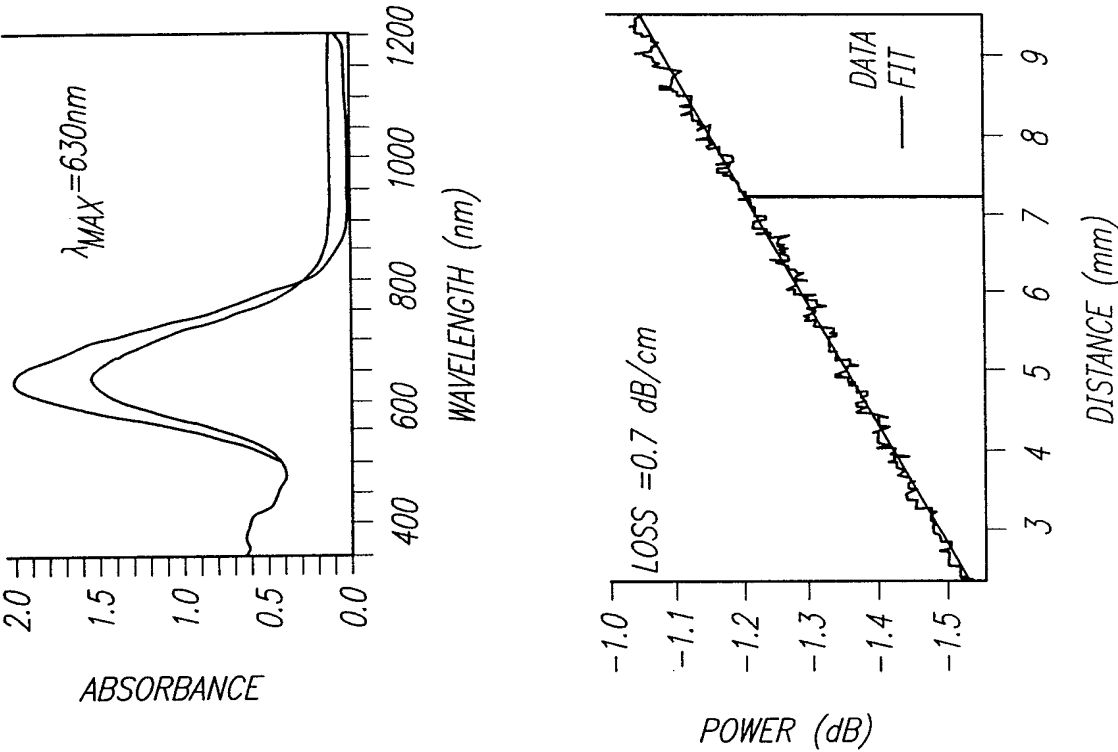 λMAX=630nm
ABSORBANCE
2.0
1.5
1.0
0.5
0.0
400
600
800
1000
1200
WAVELENGTH (nm)
LOSS =0.7 dB/cm
DATA
FIT
POWER (dB)
-1.0
-1.1
-1.2
-1.3
-1.4
-1.5
3
4
5
6
7
8
9
DISTANCE (mm)